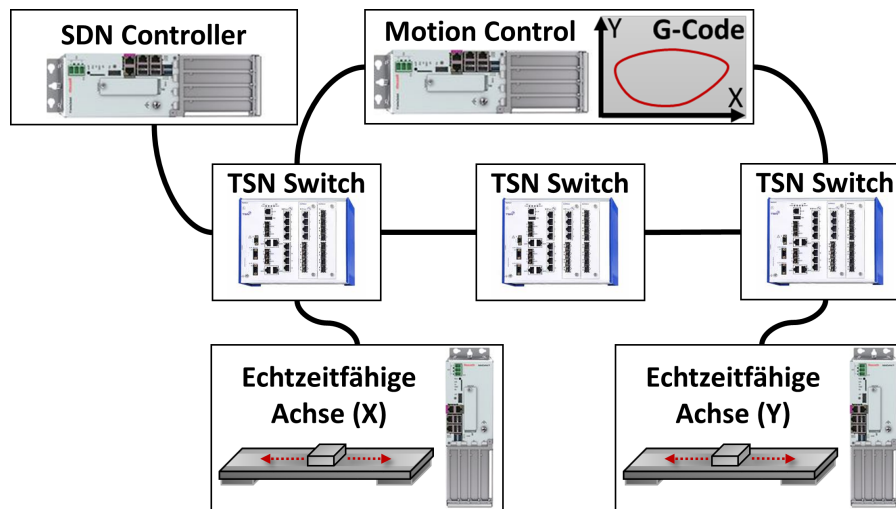 SDN Controller
Motion Control
Y
G-Code
X
TSN Switch
TSN Switch
TSN Switch
Echtzeitfähige
Achse (X)
Echtzeitfähige
Achse (Y)